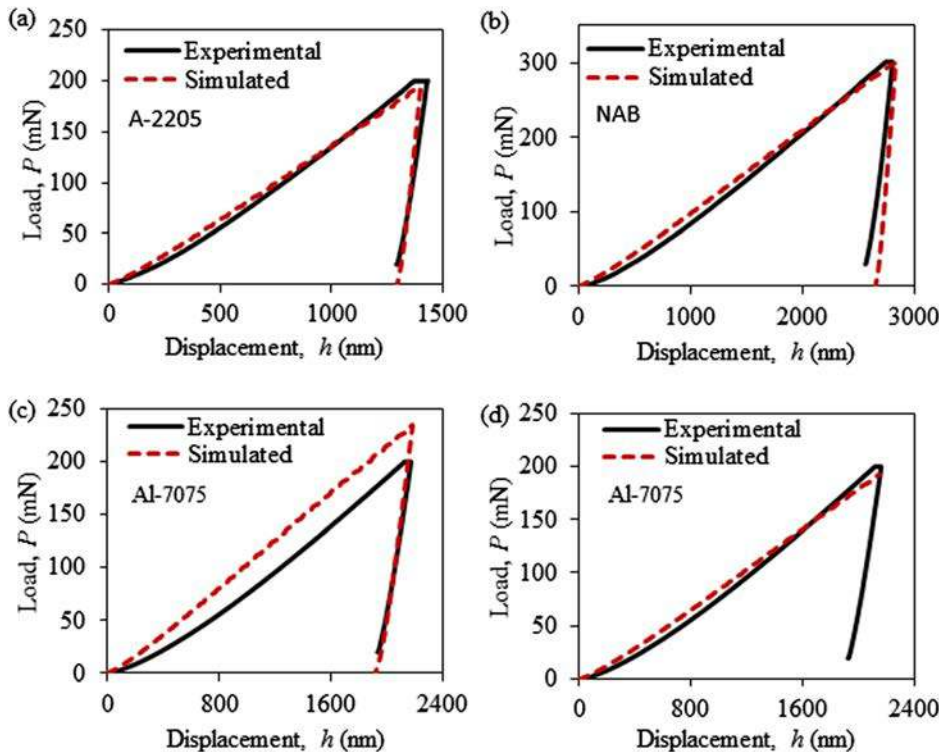 (a)
250
200
150
100
50
0
Load, P (mN)
Experimental
Simulated
A-2205
0 500 1000 1500
Displacement, h (nm)
(b)
300
200
100
0
Load, P (mN)
Experimental
Simulated
NAB
0 1000 2000 3000
Displacement, h (nm)
(c)
250
200
150
100
50
0
Load, P (mN)
Experimental
Simulated
Al-7075
0 800 1600 2400
Displacement, h (nm)
(d)
250
200
150
100
50
0
Load, P (mN)
Experimental
Simulated
Al-7075
0 800 1600 2400
Displacement, h (nm)